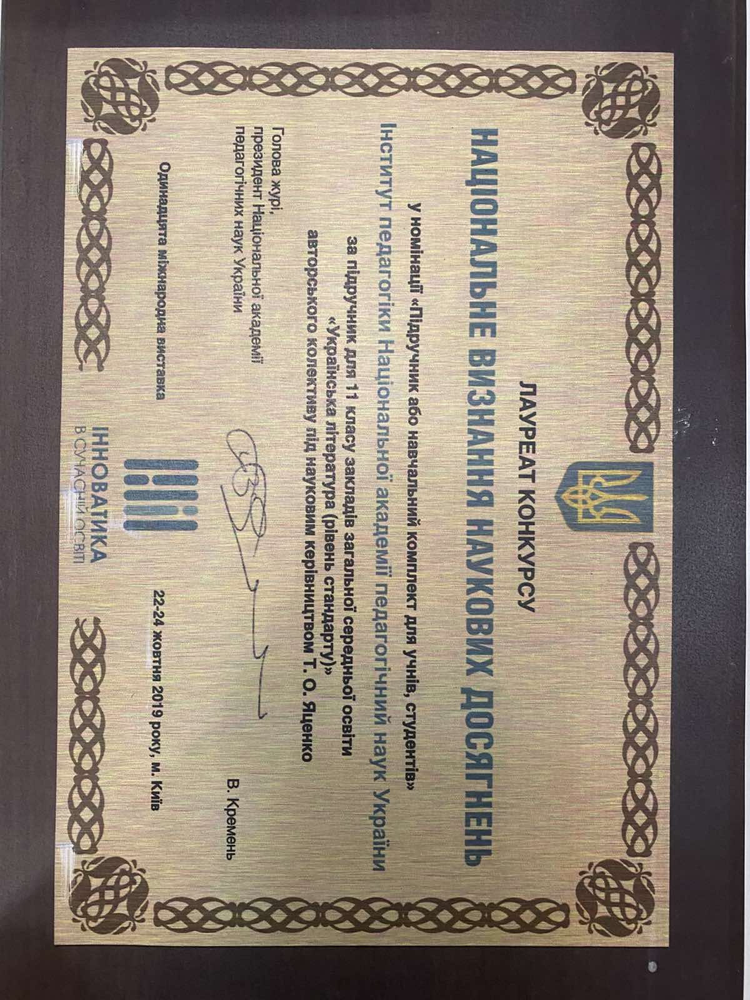 ЛАУРЕАТ КОНКУРСУ
НАЦІОНАЛЬНЕ ВИЗНАННЯ НАУКОВИХ ДОСЯГНЕНЬ
у номінації «Підручник або навчальний комплект для учнів, студентів»
Інститут педагогіки Національної академії педагогічний наук України
за підручник для 11 класу закладів загальної середньої освіти
«Українська література (рівень стандарту)»
авторського колективу під науковим керівництвом Т. О. Яценко
Голова журі,
президент Національної академії
педагогічних наук України
В. Кремень
Одинадцята міжнародна виставка
22-24 жовтня 2019 року, м. Київ
ІННОВАТИКА
В СУЧАСНІЙ ОСВІТІ